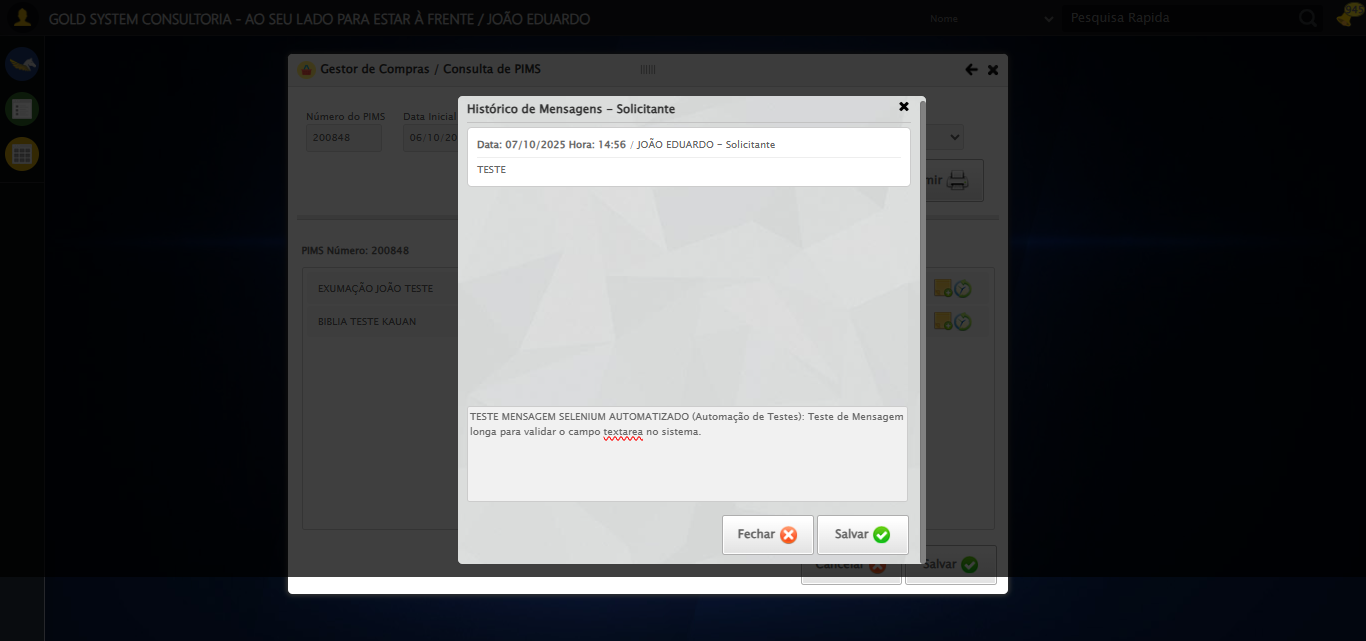 GOLD SYSTEM CONSULTORIA - AO SEU LADO PARA ESTAR À FRENTE / JOÃO EDUARDO
Nome
Pesquisa Rapida
Gestor de Compras / Consulta de PIMS
Número do PIMS
Data Inicial
200848
06/10/20
Histórico de Mensagens - Solicitante
Data: 07/10/2025 Hora: 14:56 / JOÃO EDUARDO - Solicitante
TESTE
mir
PIMS Número: 200848
EXUMAÇÃO JOÃO TESTE
BIBLIA TESTE KAUAN
TESTE MENSAGEM SELENIUM AUTOMATIZADO (Automação de Testes): Teste de Mensagem
longa para validar o campo textarea no sistema.
Fechar
Salvar
Cancelar
Salvar